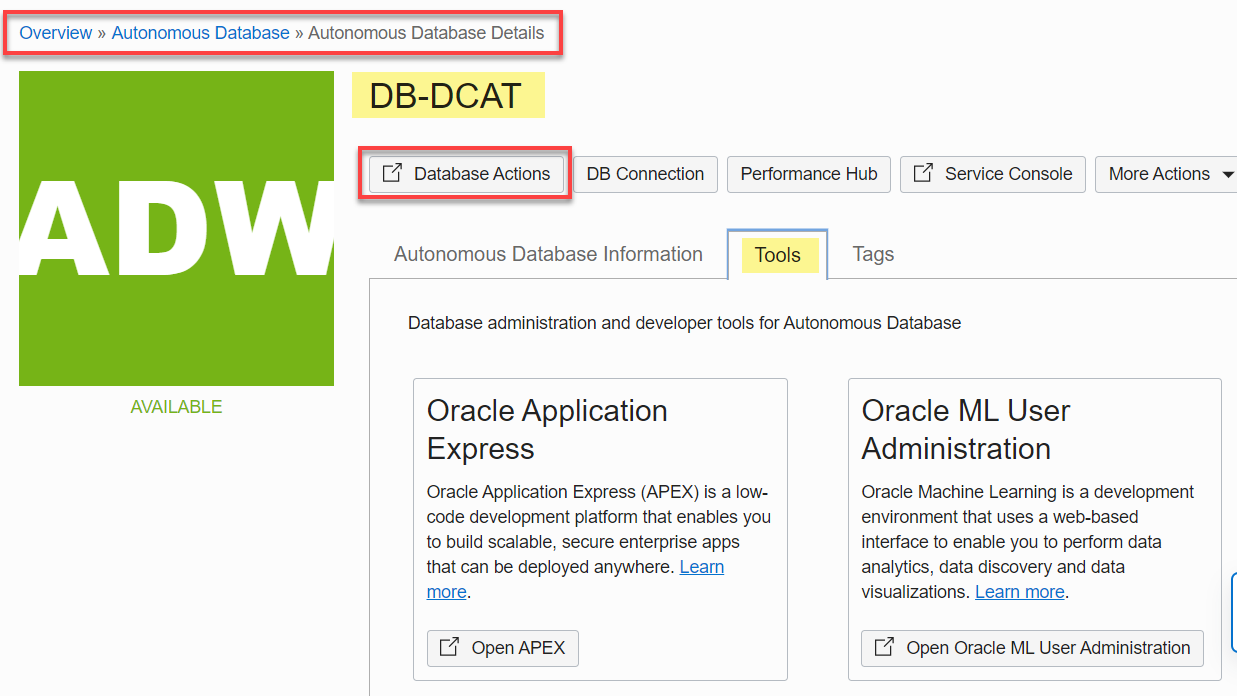 Overview » Autonomous Database » Autonomous Database Details
ADW
AVAILABLE
DB-DCAT
Database Actions
DB Connection
Performance Hub
Service Console
More Actions
Autonomous Database Information
Tools
Tags
Database administration and developer tools for Autonomous Database
Oracle Application
Express
Oracle Application Express (APEX) is a low-
code development platform that enables you
to build scalable, secure enterprise apps
that can be deployed anywhere. Learn
more.
Open APEX
Oracle ML User
Administration
Oracle Machine Learning is a development
environment that uses a web-based
interface to enable you to perform data
analytics, data discovery and data
visualizations. Learn more.
Open Oracle ML User Administration